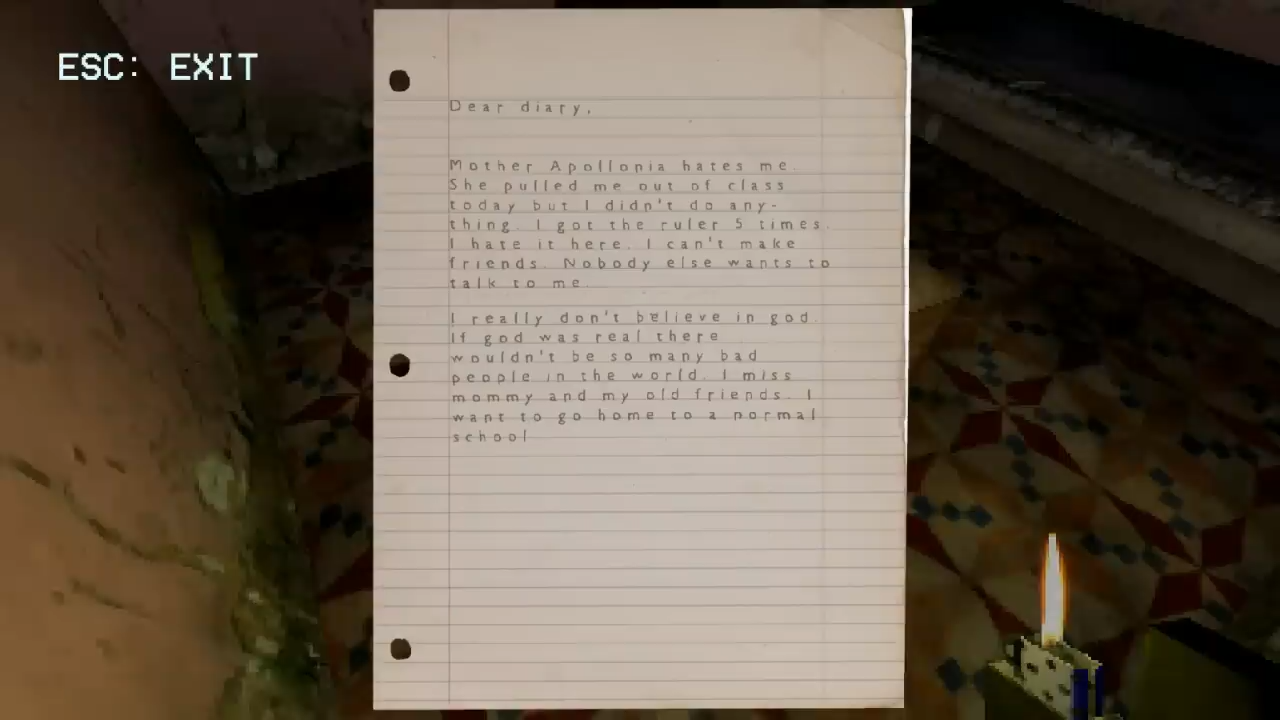 ESC: EXIT
Dear diary,
Mother Apollonia hates me.
She pulled me out of class
today but I didn't do any-
thing. I got the ruler 5 times.
I hate it here. I can't make
friends. Nobody else wants to
talk to me.
I really don't believe in god.
If god was real there
wouldn't be so many bad
people in the world. I miss
mommy and my old friends. I
want to go home to a normal
school